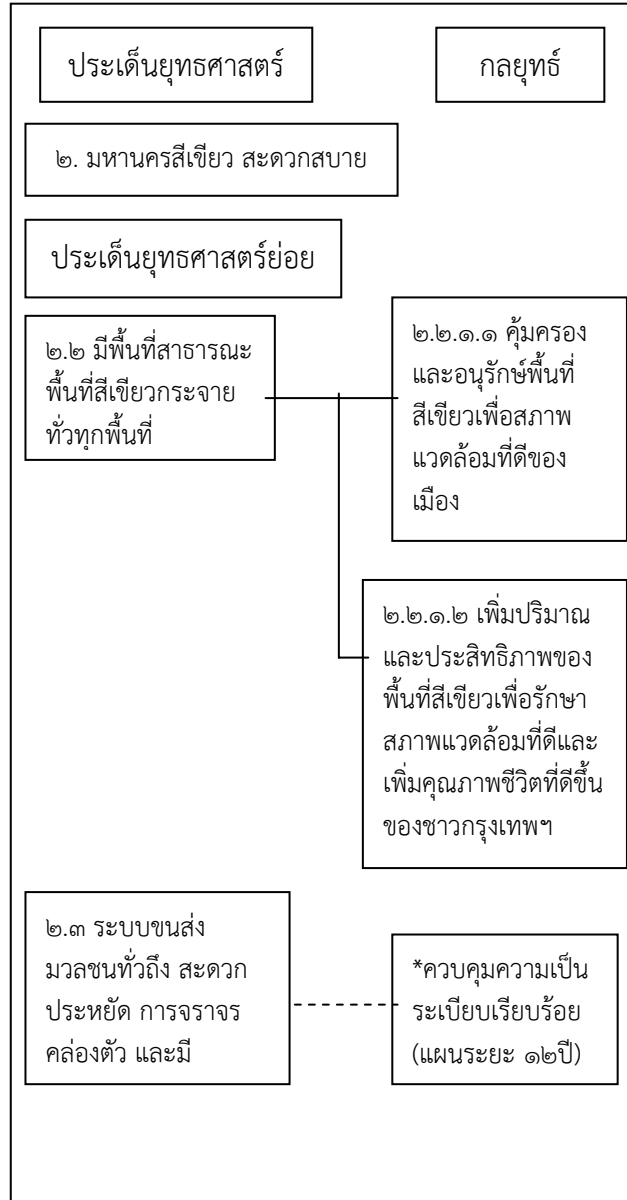 ประเด็นยุทธศาสตร์
กลยุทธ์
๒. มหานครสีเขียว สะดวกสบาย
ประเด็นยุทธศาสตร์ย่อย
๒.๒ มีพื้นที่สาธารณะ
พื้นที่สีเขียวกระจาย
ทั่วทุกพื้นที่
๒.๒.๑.๑ คุ้มครอง
และอนุรักษ์พื้นที่
สีเขียวเพื่อสภาพ
แวดล้อมที่ดีของ
เมือง
๒.๒.๑.๒ เพิ่มปริมาณ
และประสิทธิภาพของ
พื้นที่สีเขียวเพื่อรักษา
สภาพแวดล้อมที่ดีและ
เพิ่มคุณภาพชีวิตที่ดีขึ้น
ของชาวกรุงเทพฯ
๒.๓ ระบบขนส่ง
มวลชนทั่วถึง สะดวก
ประหยัด การจราจร
คล่องตัว และมี
*ควบคุมความเป็น
ระเบียบเรียบร้อย
(แผนระยะ ๑๒ปี)